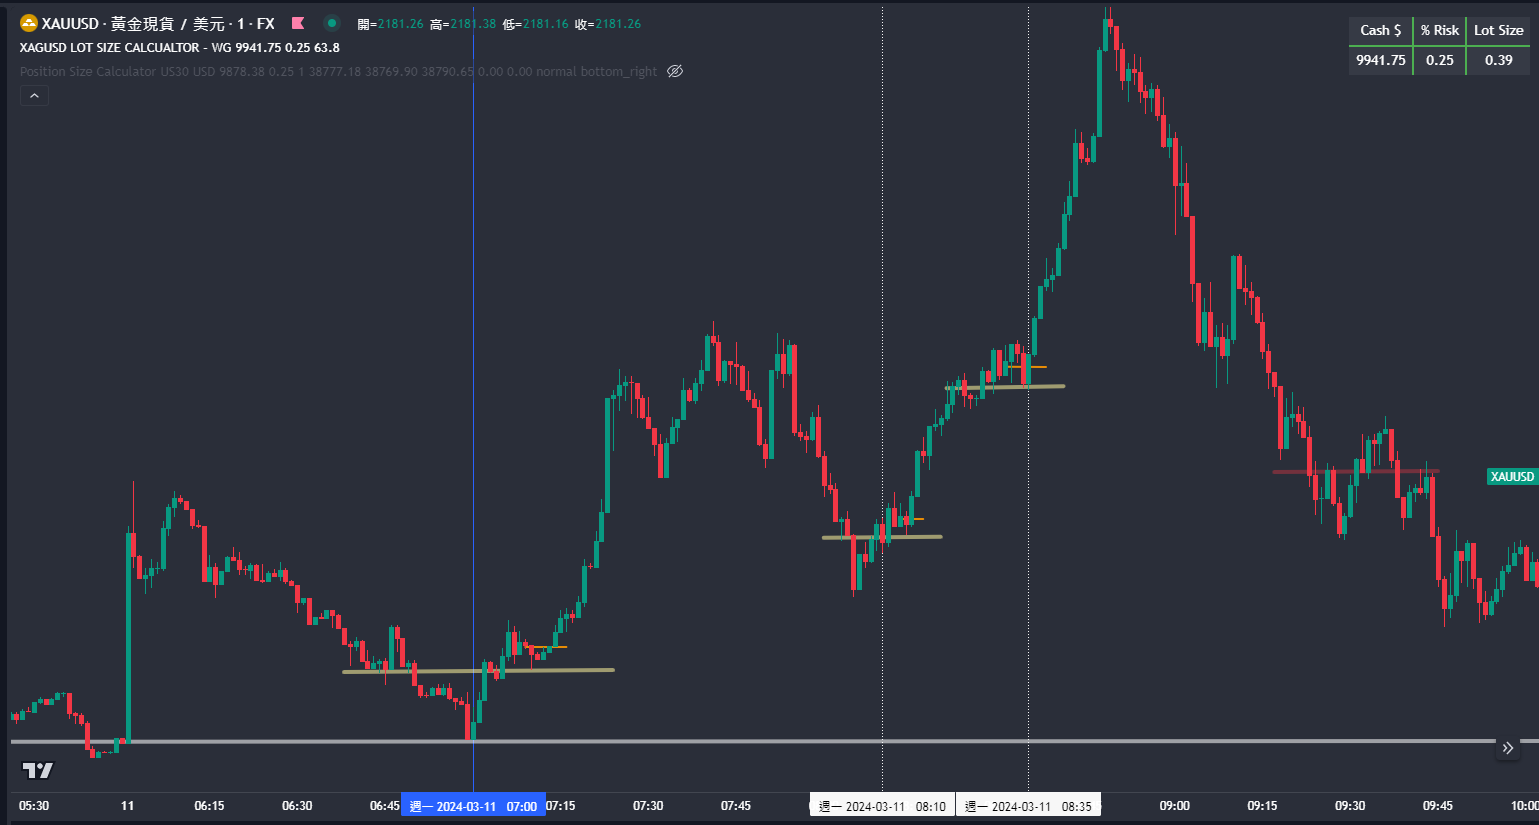 XAUUSD · 黃金現貨 / 美元 · 1 · FX 開=2181.26 高=2181.38 低=2181.16 收=2181.26
XAGUSD LOT SIZE CALCUALTOR - WG 9941.75 0.25 63.8
Position Size Calculator US30 USD 9878.38 0.25 1 38777.18 38769.90 38790.65 0.00 0.00 normal bottom_right
Cash $ % Risk Lot Size
9941.75 0.25 0.39
XAUUSD
05:30 11 06:15 06:30 06:45 週一 2024-03-11 07:00 07:15 07:30 07:45 週一 2024-03-11 08:10 週一 2024-03-11 08:35 09:00 09:15 09:30 09:45 10:00